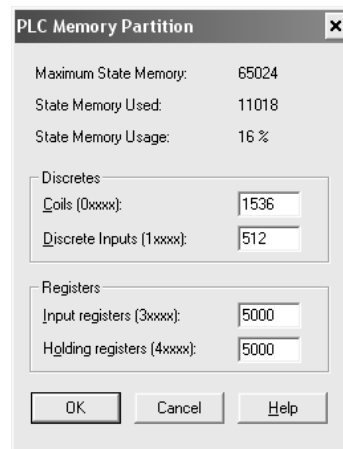 PLC Memory Partition
Maximum State Memory: 65024
State Memory Used: 11018
State Memory Usage: 16 %
Discretes
Coils (0xxxx): 1536
Discrete Inputs (1xxxx): 512
Registers
Input registers (3xxxx): 5000
Holding registers (4xxxx): 5000
OK Cancel Help